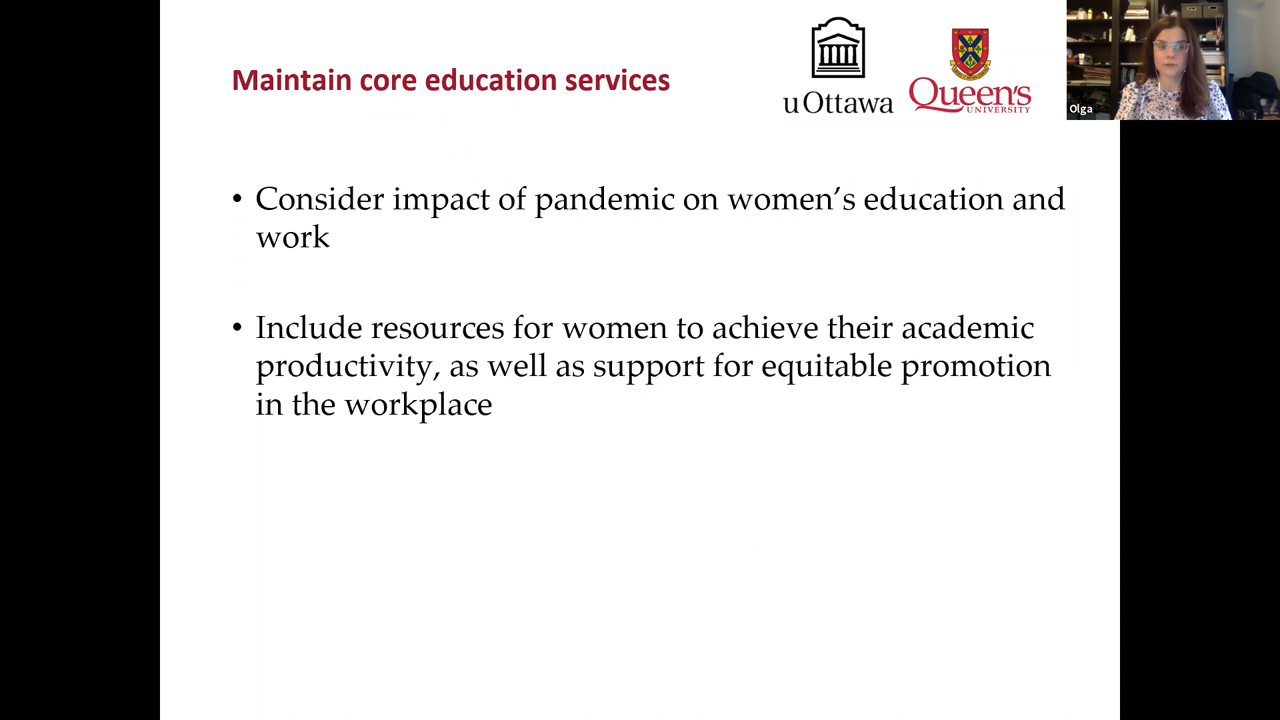 Maintain core education services
uOttawa
Queen's
UNIVERSITY
Olga
• Consider impact of pandemic on women’s education and
work
• Include resources for women to achieve their academic
productivity, as well as support for equitable promotion
in the workplace